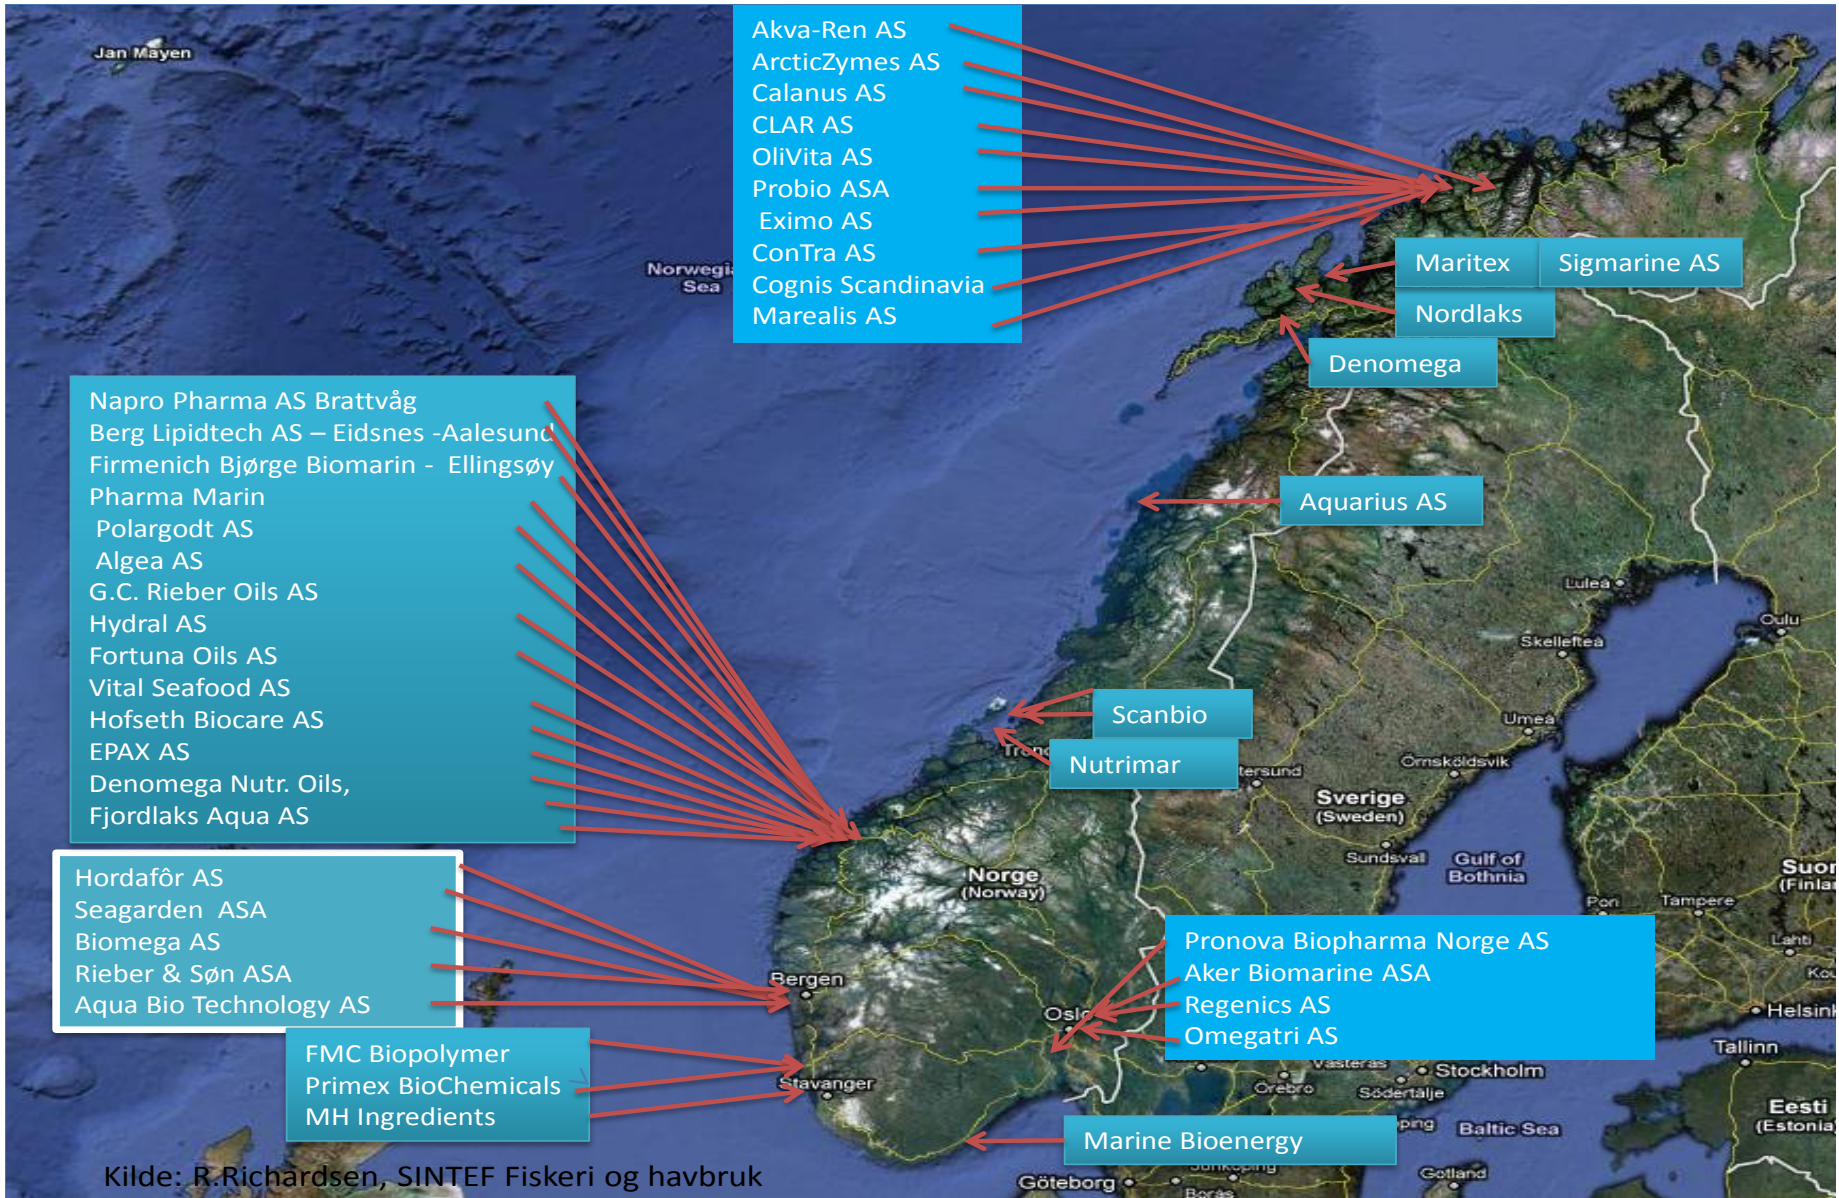 Jan Mayen
Akva-Ren AS
ArcticZymes AS
Calanus AS
CLAR AS
OliVita AS
Probio ASA
Eximo AS
ConTra AS
Cognis Scandinavia
Marealis AS
Sea
Maritex
Sigmarine AS
Nordlaks
Denomega
Napro Pharma AS Brattvåg
Berg Lipidtech AS – Eidsnes -Aalesund
Firmenich Bjørge Biomarin - Ellingsøy
Pharma Marin
Polargodt AS
Algea AS
G.C. Rieber Oils AS
Hydral AS
Fortuna Oils AS
Vital Seafood AS
Hofseth Biocare AS
EPAX AS
Denomega Nutr. Oils,
Fjordlaks Aqua AS
Aquarius AS
Luleå
Oulu
Skellefteå
Umeå
Scanbio
Nutrimar
Örnsköldsvik
Sverige
(Sweden)
Sundsvall
Gulf of
Bothnia
Norge
(Norway)
Pori
Tampere
Lahti
Hordafôr AS
Seagarden ASA
Biomega AS
Rieber & Søn ASA
Aqua Bio Technology AS
Bergen
Pronova Biopharma Norge AS
Aker Biomarine ASA
Regenics AS
Omegatri AS
FMC Biopolymer
Primex BioChemicals
MH Ingredients
Stavanger
Västerås
Stockholm
Örebro
Södertälje
Tallinn
Eesti
(Estonia)
Marine Bioenergy
Baltic Sea
Kilde: R.Richardsen, SINTEF Fiskeri og havbruk
Göteborg
Jönköping
Borås
Gotland